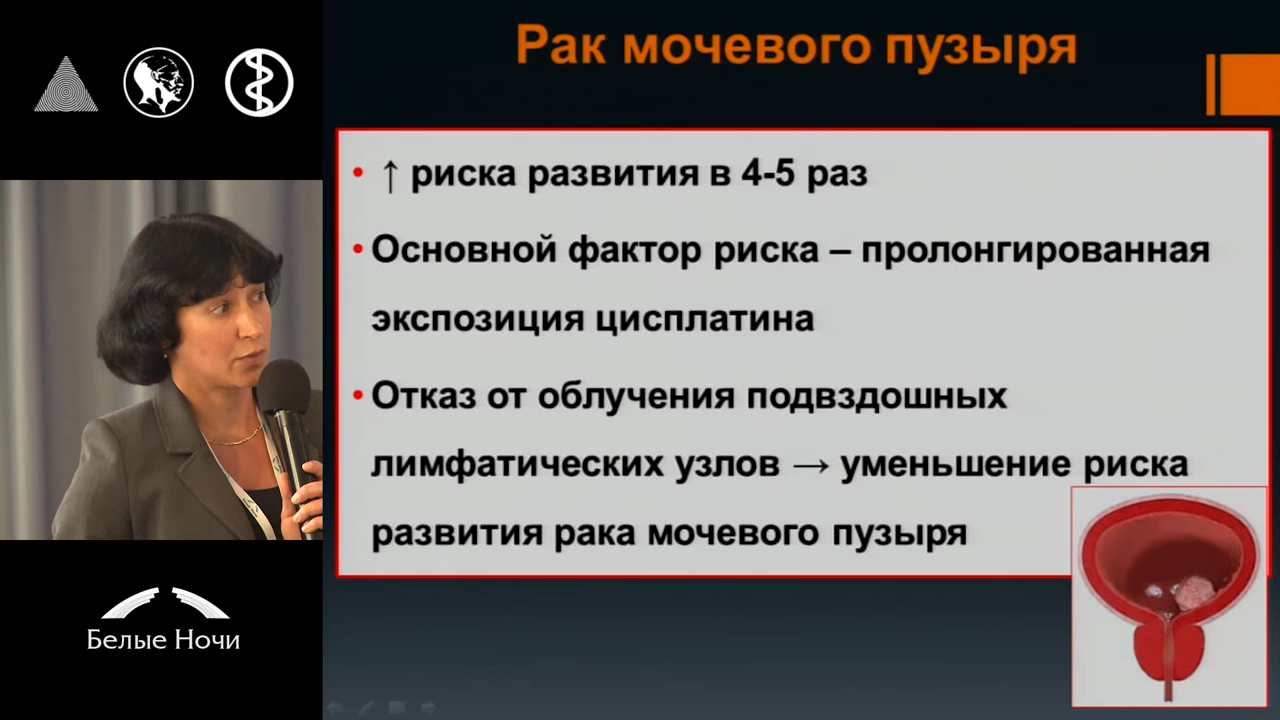 Рак мочевого пузыря
• ↑ риска развития в 4-5 раз
• Основной фактор риска – пролонгированная
экспозиция цисплатина
• Отказ от облучения подвздошных
лимфатических узлов → уменьшение риска
развития рака мочевого пузыря
Белые Ночи